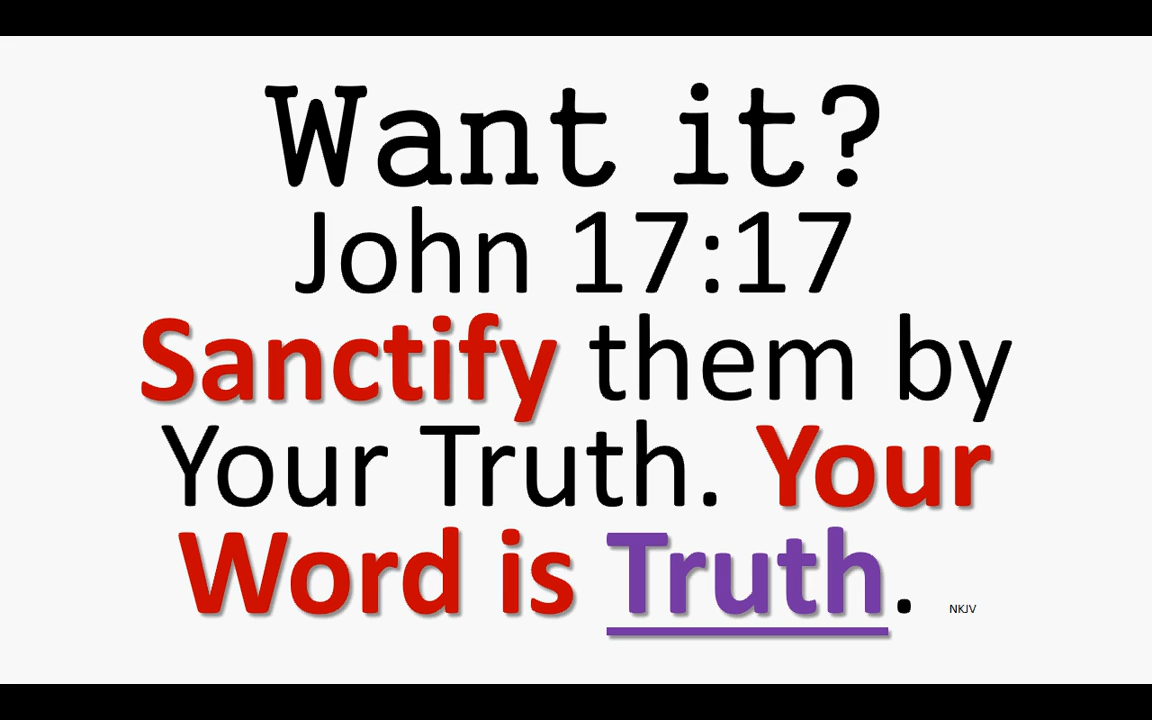 Want it?
John 17:17
Sanctify them by
Your Truth. Your
Word is Truth. NKJV